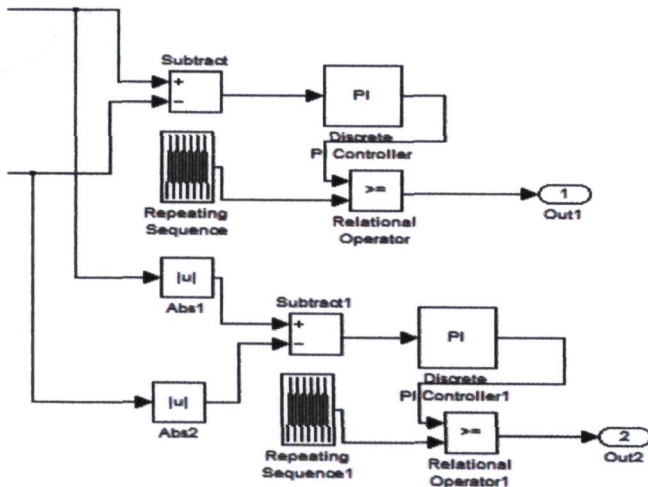 Subtract
+
−
PI
Discrete
PI Controller
Repeating
Sequence
>=
Relational
Operator
1
Out1
|u|
Abs1
Subtract1
+
−
PI
Discrete
PI Controller1
|u|
Abs2
Repeating
Sequence1
>=
Relational
Operator1
2
Out2